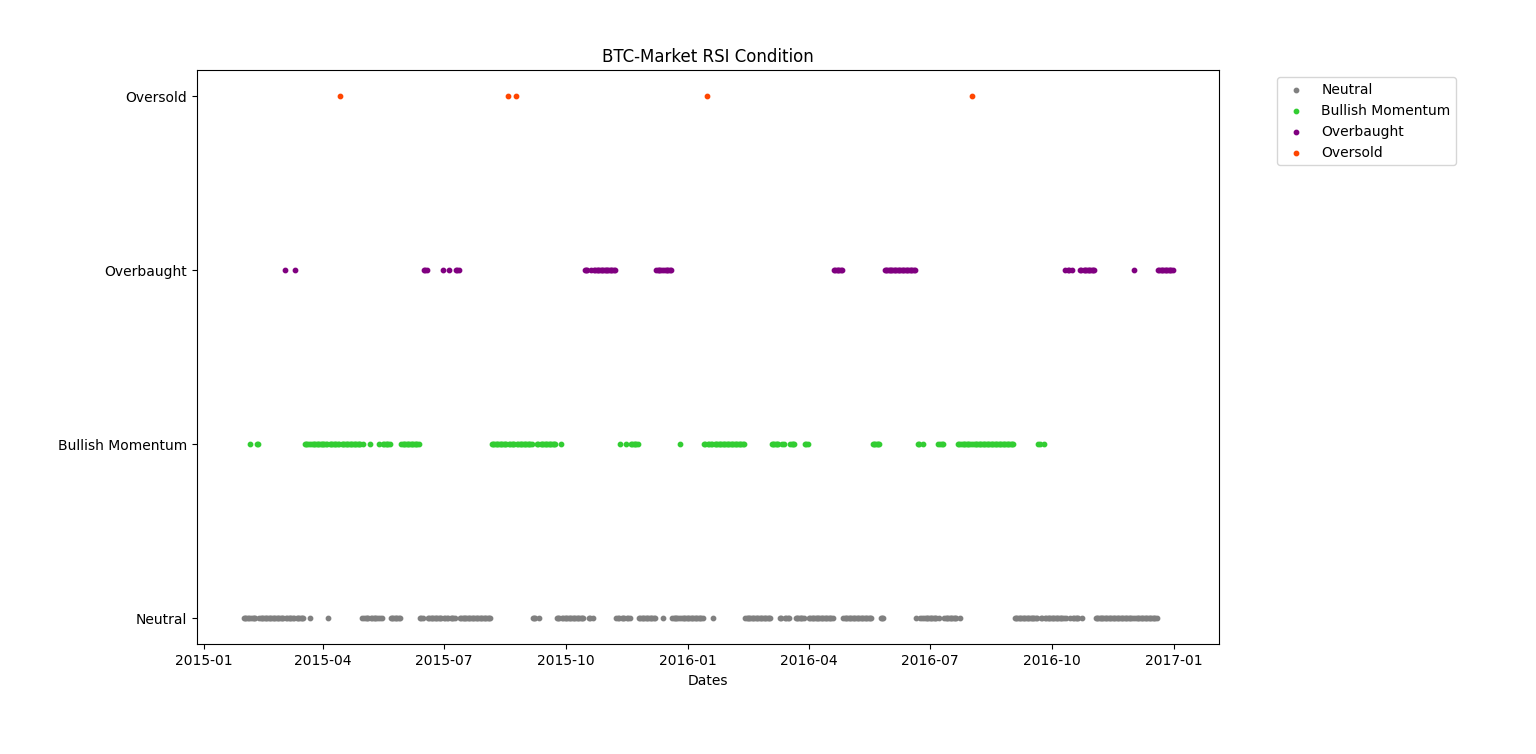 BTC-Market RSI Condition
Oversold
Overbaught
Bullish Momentum
Neutral
2015-01
2015-04
2015-07
2015-10
2016-01
2016-04
2016-07
2016-10
2017-01
Dates
Neutral
Bullish Momentum
Overbaught
Oversold